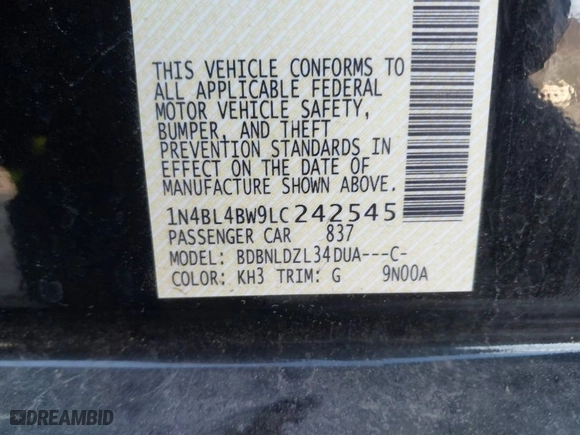 THIS VEHICLE CONFORMS TO
ALL APPLICABLE FEDERAL
MOTOR VEHICLE SAFETY,
BUMPER, AND THEFT
PREVENTION STANDARDS IN
EFFECT ON THE DATE OF
MANUFACTURE SHOWN ABOVE.
1N4BL4BW9LC242545
PASSENGER CAR 837
MODEL: BDBNLDZL34DUA---C-
COLOR: KH3 TRIM: G 9N00A
DREAMBID